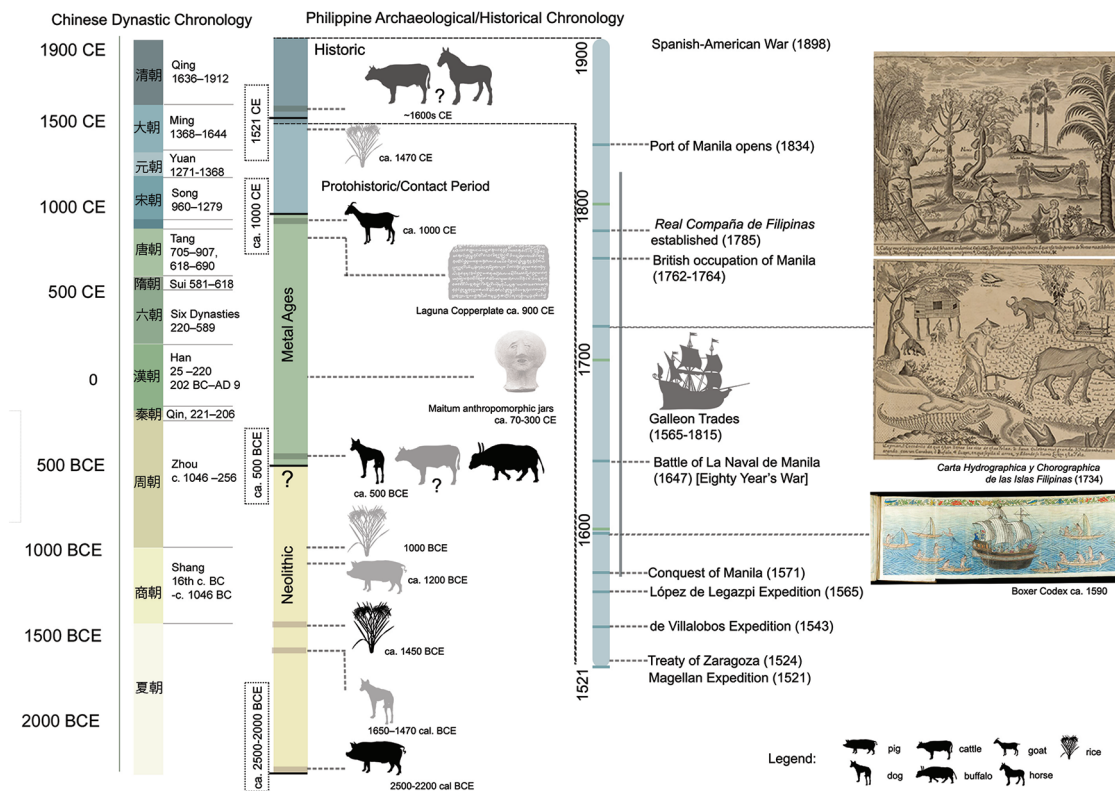 Chinese Dynastic Chronology
Philippine Archaeological/Historical Chronology
1900 CE
1500 CE
1000 CE
500 CE
0
500 BCE
1000 BCE
1500 BCE
2000 BCE
清朝
Qing
1636–1912
大朝
Ming
1368–1644
元朝
Yuan
1271-1368
宋朝
Song
960–1279
唐朝
Tang
705–907,
618–690
隋朝
Sui 581–618
六朝
Six Dynasties
220–589
漢朝
Han
25 –220
202 BC–AD 9
秦朝
Qin, 221–206
周朝
Zhou
c. 1046 –256
商朝
Shang
16th c. BC
-c. 1046 BC
夏朝
1521 CE
ca. 1000 CE
ca. 500 BCE
ca. 2500-2000 BCE
Metal Ages
?
Neolithic
Historic
?
~1600s CE
ca. 1470 CE
Protohistoric/Contact Period
ca. 1000 CE
Laguna Copperplate ca. 900 CE
Maitum anthropomorphic jars
ca. 70-300 CE
?
ca. 500 BCE
1000 BCE
ca. 1200 BCE
ca. 1450 BCE
1650–1470 cal. BCE
2500-2200 cal BCE
1900
1800
1700
1600
1521
Spanish-American War (1898)
Port of Manila opens (1834)
Real Compaña de Filipinas
established (1785)
British occupation of Manila
(1762-1764)
Galleon Trades
(1565-1815)
Battle of La Naval de Manila
(1647) [Eighty Year's War]
Conquest of Manila (1571)
López de Legazpi Expedition (1565)
de Villalobos Expedition (1543)
Treaty of Zaragoza (1524)
Magellan Expedition (1521)
Carta Hydrographica y Chorographica
de las Islas Filipinas (1734)
Boxer Codex ca. 1590
Legend:
pig
cattle
goat
rice
dog
buffalo
horse